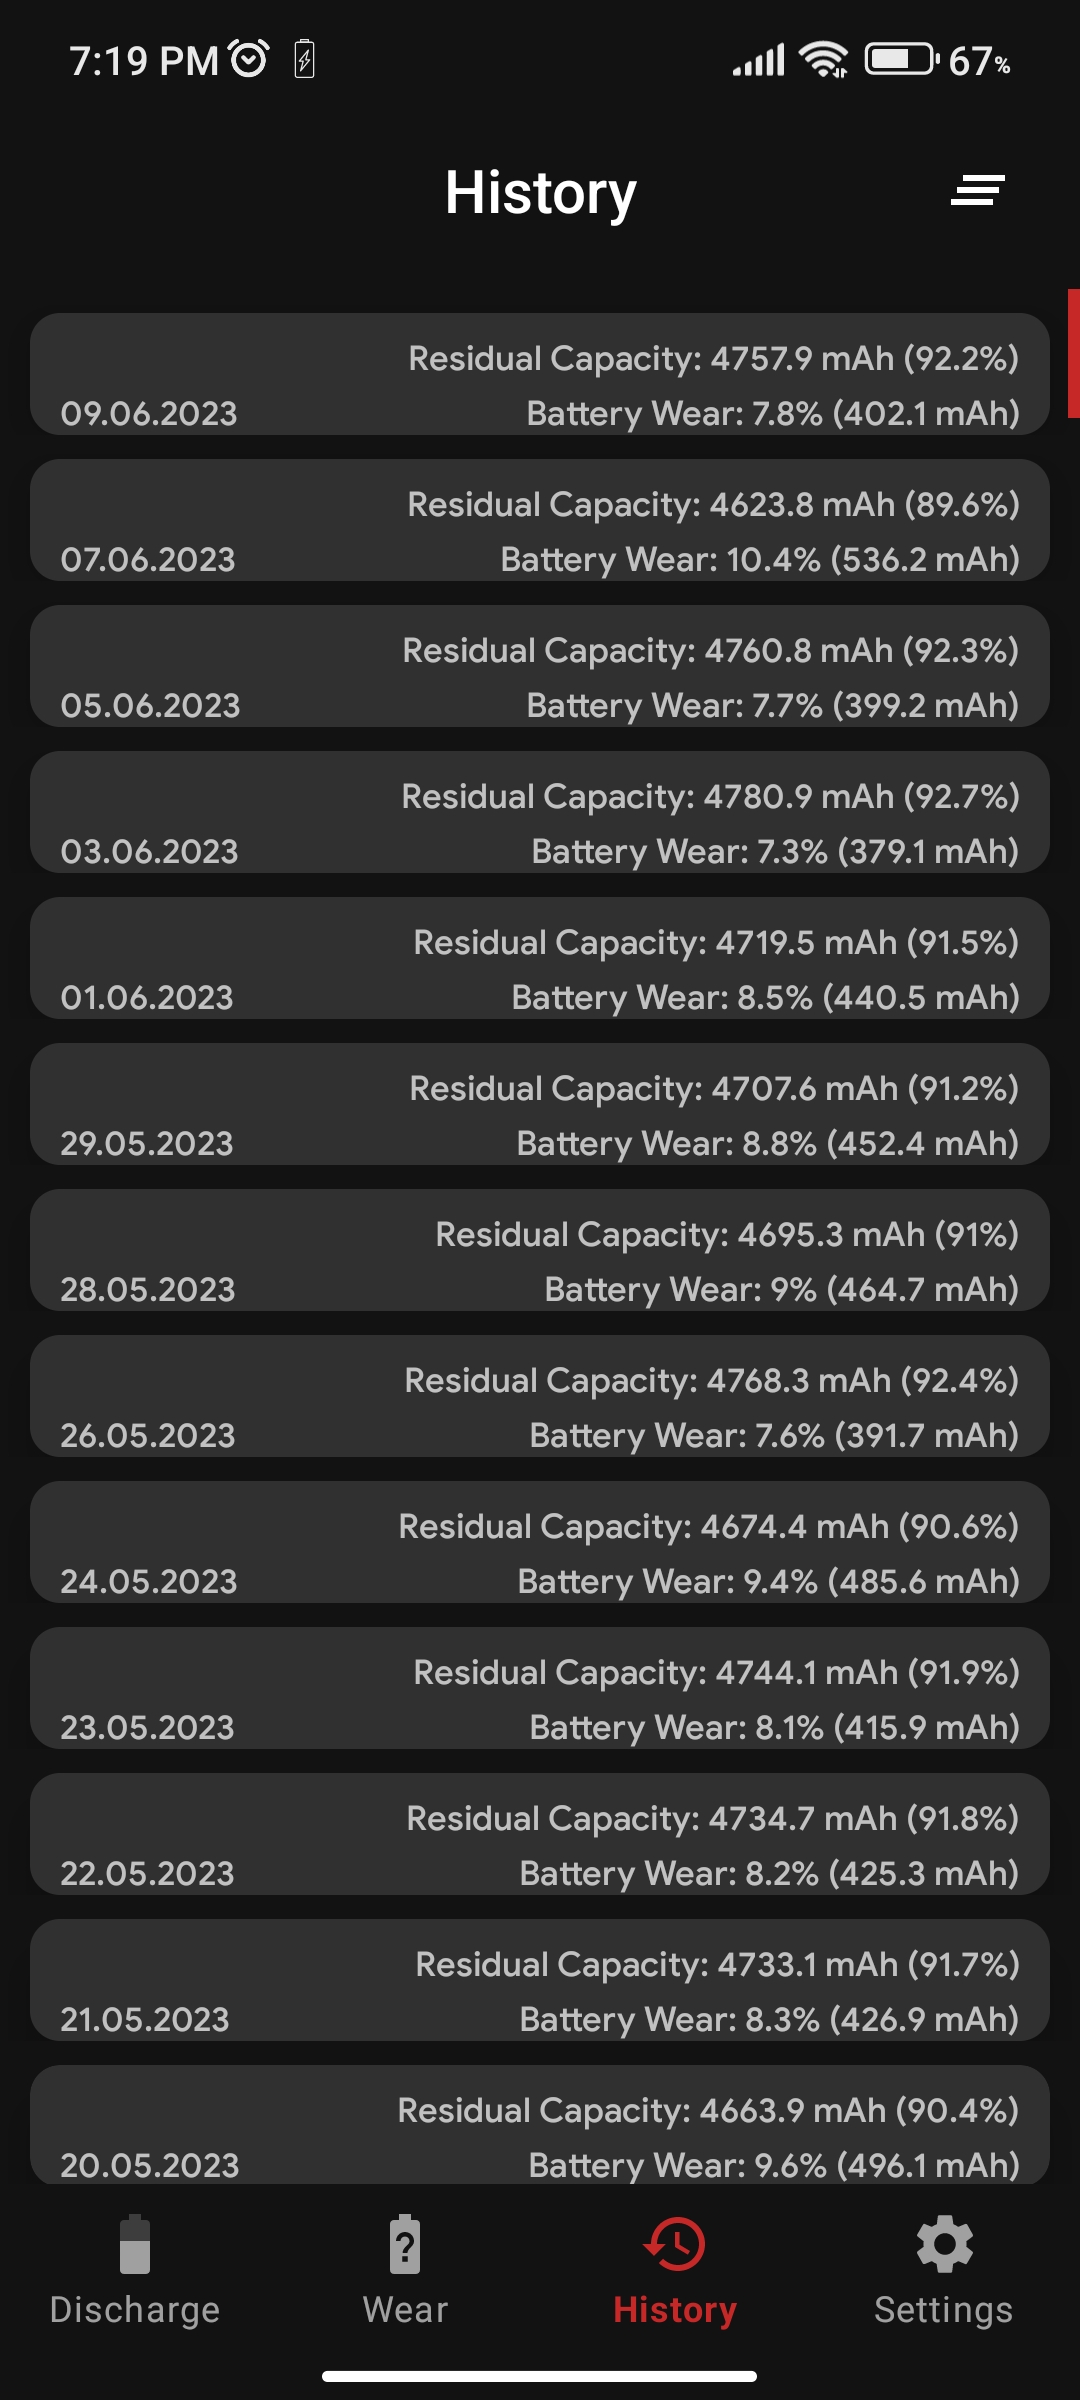 7:19 PM 67%
History
Residual Capacity: 4757.9 mAh (92.2%)
09.06.2023 Battery Wear: 7.8% (402.1 mAh)
Residual Capacity: 4623.8 mAh (89.6%)
07.06.2023 Battery Wear: 10.4% (536.2 mAh)
Residual Capacity: 4760.8 mAh (92.3%)
05.06.2023 Battery Wear: 7.7% (399.2 mAh)
Residual Capacity: 4780.9 mAh (92.7%)
03.06.2023 Battery Wear: 7.3% (379.1 mAh)
Residual Capacity: 4719.5 mAh (91.5%)
01.06.2023 Battery Wear: 8.5% (440.5 mAh)
Residual Capacity: 4707.6 mAh (91.2%)
29.05.2023 Battery Wear: 8.8% (452.4 mAh)
Residual Capacity: 4695.3 mAh (91%)
28.05.2023 Battery Wear: 9% (464.7 mAh)
Residual Capacity: 4768.3 mAh (92.4%)
26.05.2023 Battery Wear: 7.6% (391.7 mAh)
Residual Capacity: 4674.4 mAh (90.6%)
24.05.2023 Battery Wear: 9.4% (485.6 mAh)
Residual Capacity: 4744.1 mAh (91.9%)
23.05.2023 Battery Wear: 8.1% (415.9 mAh)
Residual Capacity: 4734.7 mAh (91.8%)
22.05.2023 Battery Wear: 8.2% (425.3 mAh)
Residual Capacity: 4733.1 mAh (91.7%)
21.05.2023 Battery Wear: 8.3% (426.9 mAh)
Residual Capacity: 4663.9 mAh (90.4%)
20.05.2023 Battery Wear: 9.6% (496.1 mAh)
Discharge Wear History Settings